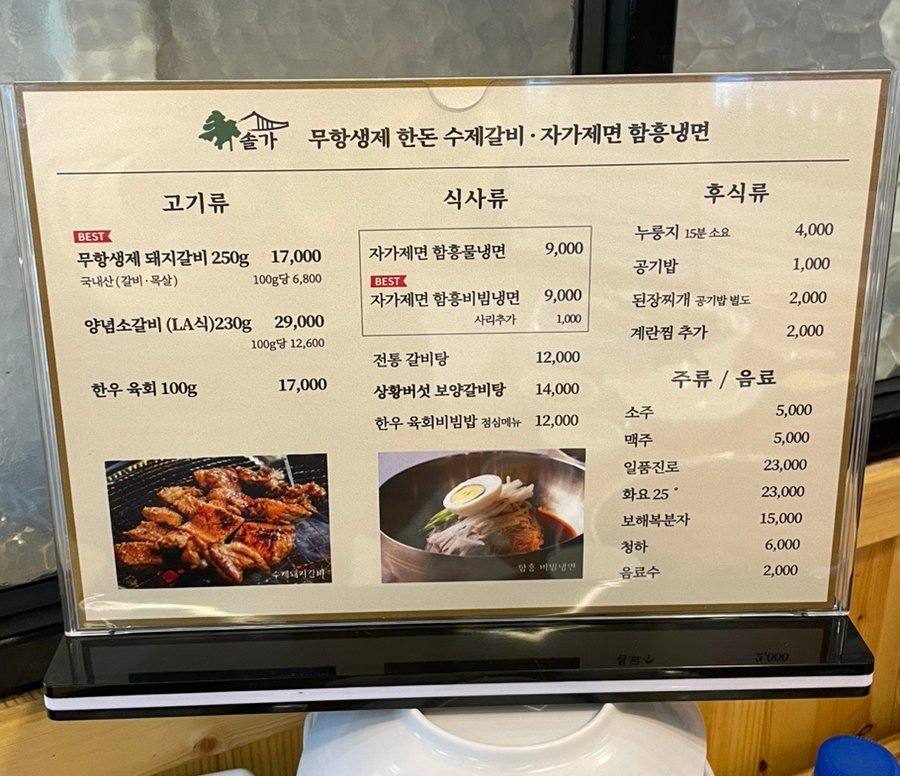 솔가
무항생제 한돈 수제갈비 · 자가제면 함흥냉면
고기류
BEST
무항생제 돼지갈비 250g 17,000
국내산 (갈비 · 목살) 100g당 6,800
양념소갈비 (LA식)230g 29,000
100g당 12,600
한우 육회 100g 17,000
수제돼지갈비
식사류
자가제면 함흥물냉면 9,000
BEST
자가제면 함흥비빔냉면 9,000
사리추가 1,000
전통 갈비탕 12,000
상황버섯 보양갈비탕 14,000
한우 육회비빔밥 점심메뉴 12,000
함흥 비빔냉면
후식류
누룽지 15분 소요 4,000
공기밥 1,000
된장찌개 공기밥 별도 2,000
계란찜 추가 2,000
주류 / 음료
소주 5,000
맥주 5,000
일품진로 23,000
화요 25 ° 23,000
보해복분자 15,000
청하 6,000
음료수 2,000